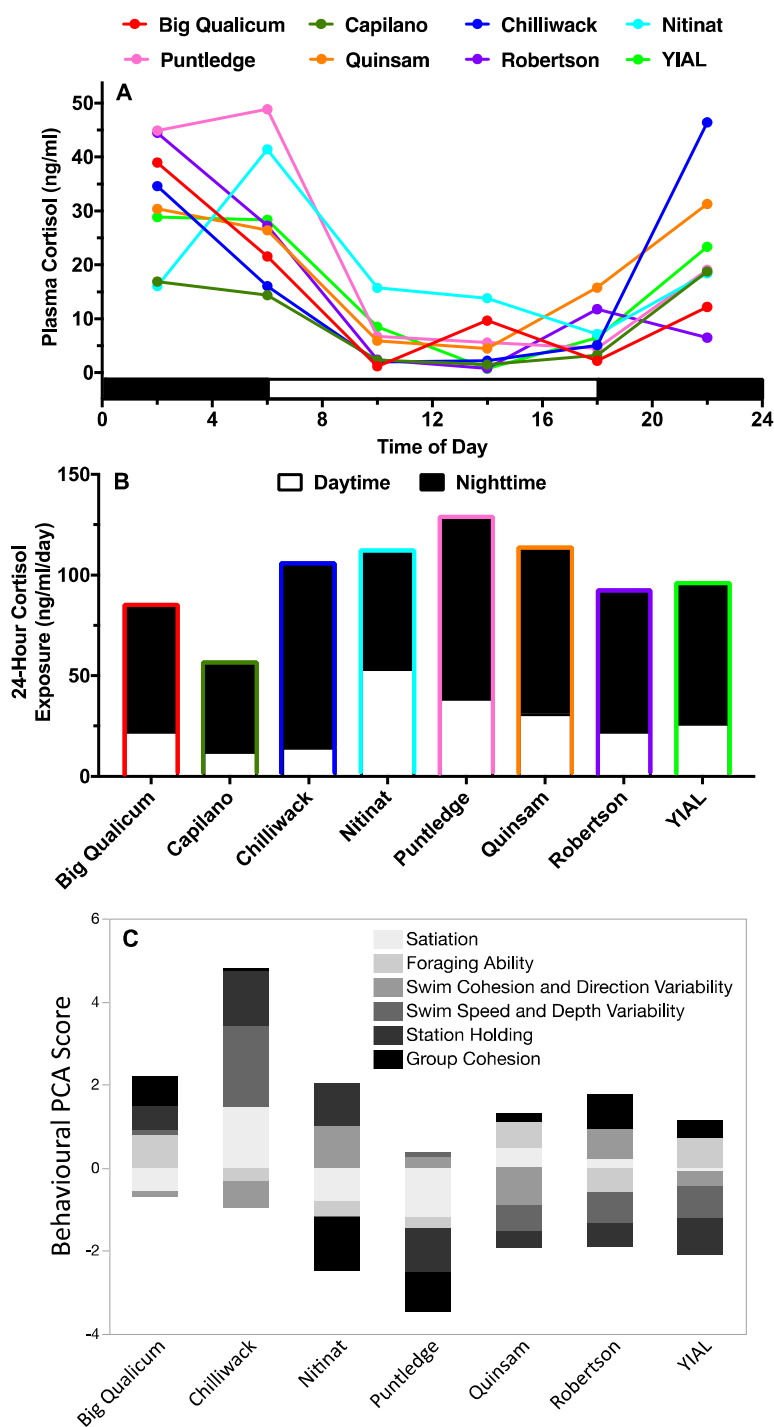 Big Qualicum Capilano Chilliwack Nitinat
Puntledge Quinsam Robertson YIAL
A
Plasma Cortisol (ng/ml)
50
40
30
20
10
0
0 4 8 12 16 20 24
Time of Day
B
Daytime Nighttime
24-Hour Cortisol
Exposure (ng/ml/day)
150
100
50
0
Big Qualicum
Capilano
Chilliwack
Nitinat
Puntledge
Quinsam
Robertson
YIAL
C
Satiation
Foraging Ability
Swim Cohesion and Direction Variability
Swim Speed and Depth Variability
Station Holding
Group Cohesion
Behavioural PCA Score
6
4
2
0
-2
-4
Big Qualicum
Chilliwack
Nitinat
Puntledge
Quinsam
Robertson
YIAL